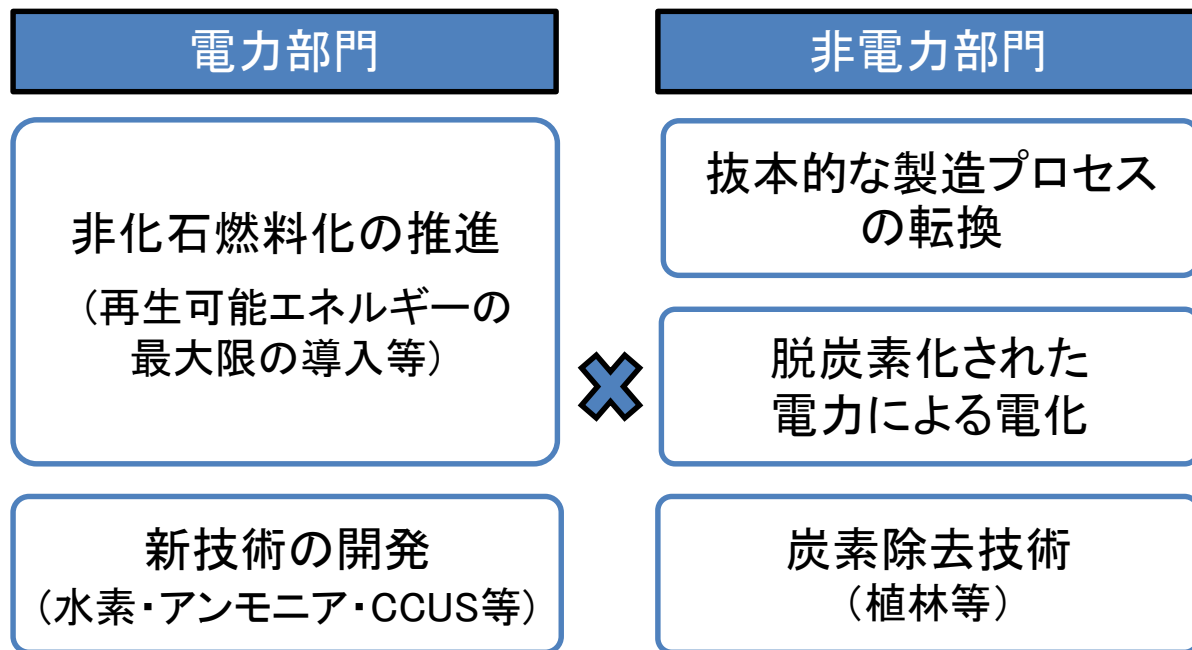 電力部門
非化石燃料化の推進
（再生可能エネルギーの
最大限の導入等）
新技術の開発
（水素・アンモニア・CCUS等）
非電力部門
抜本的な製造プロセス
の転換
脱炭素化された
電力による電化
炭素除去技術
（植林等）